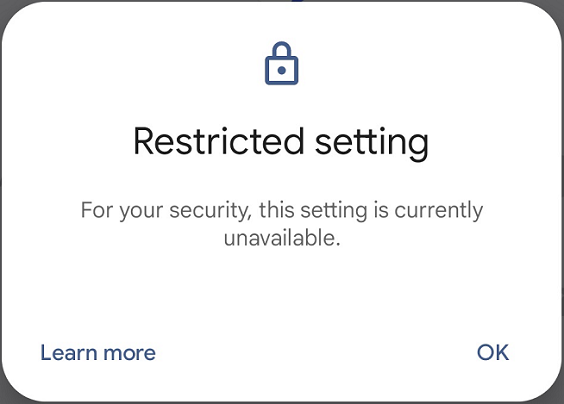 Restricted setting
For your security, this setting is currently
unavailable.
Learn more
OK